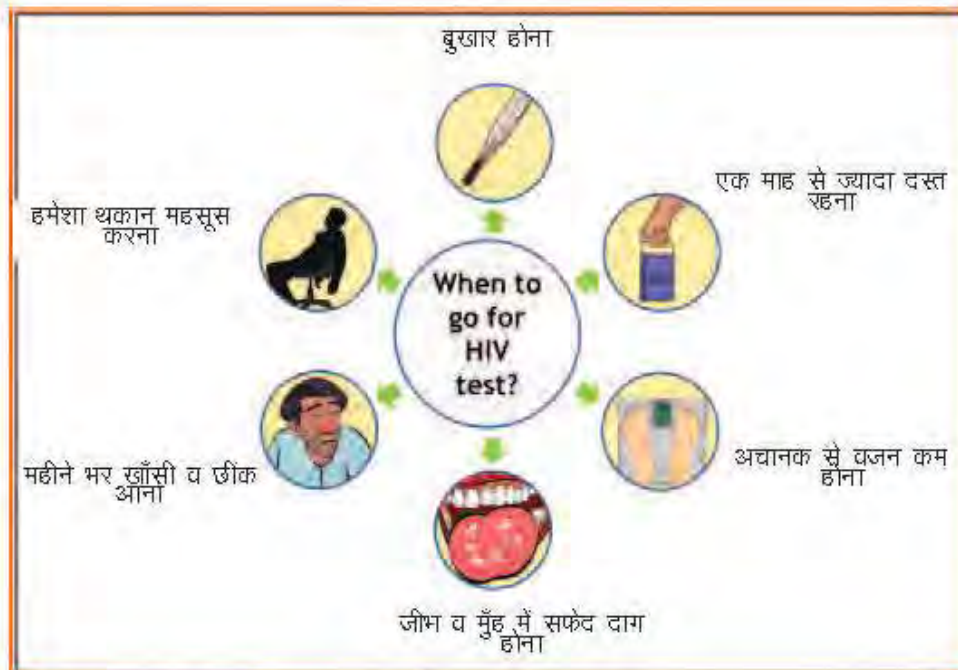 बुखार होना
एक माह से ज्यादा दस्त
रहना
हमेशा थकान महसूस
करना
When to
go for
HIV
test?
महीने भर खाँसी व छींक
आना
अचानक से वजन कम
होना
जीभ व मुँह में सफेद दाग
होना